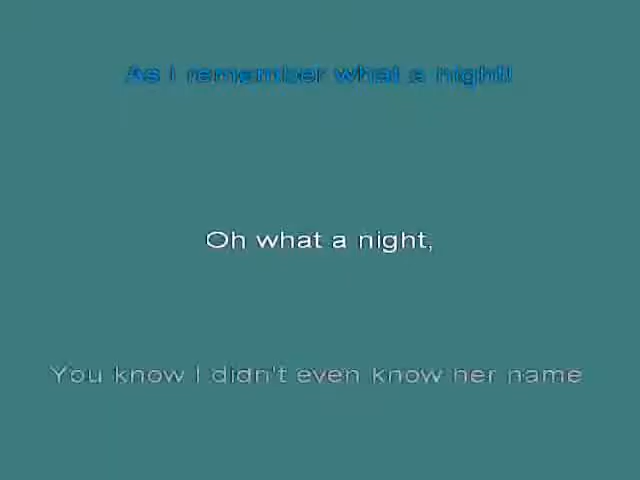 As I remember what a night!
Oh what a night,
You know I didn't even know her name